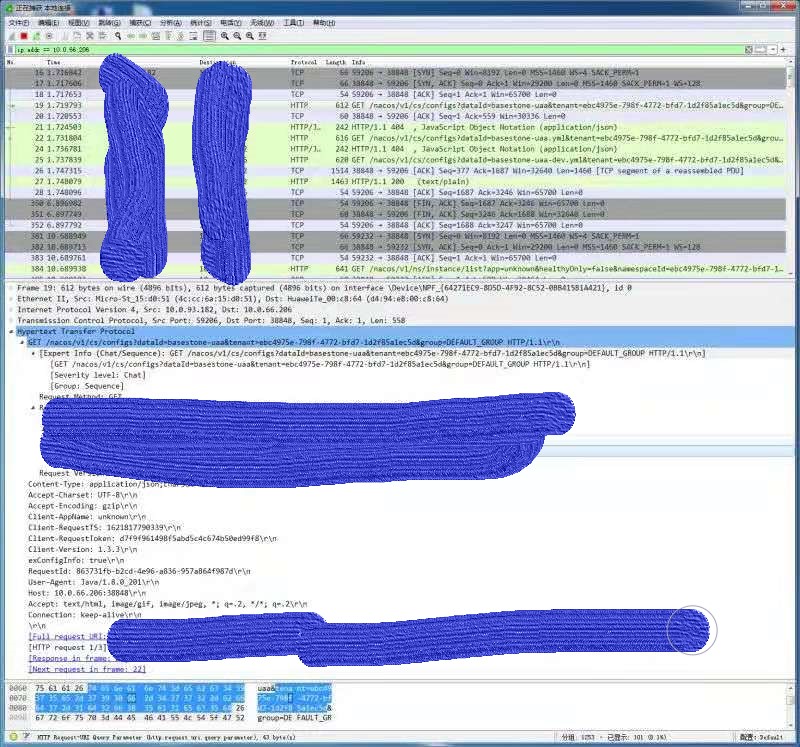 正在捕获 本地连接
文件(F) 编辑(E) 视图(V) 跳转(G) 捕获(C) 分析(A) 统计(S) 电话(Y) 无线(W) 工具(T) 帮助(H)
ip.addr == 10.0.66.206
No. Time Protocol Length Info
16 1.716842 TCP 66 59206 → 38848 [SYN] Seq=0 Win=8192 Len=0 MSS=1460 WS=4 SACK_PERM=1
17 1.717606 TCP 66 38848 → 59206 [SYN, ACK] Seq=0 Ack=1 Win=29200 Len=0 MSS=1460 SACK_PERM=1 WS=128
18 1.717653 TCP 54 59206 → 38848 [ACK] Seq=1 Ack=1 Win=65700 Len=0
19 1.719793 HTTP 612 GET /nacos/v1/cs/configs?dataId=basestone-uaa&tenant=ebc4975e-798f-4772-bfd7-1d2f85a1ec5d&group=DE…
20 1.720553 TCP 60 38848 → 59206 [ACK] Seq=1 Ack=559 Win=30336 Len=0
21 1.724503 HTTP/J… 242 HTTP/1.1 404 , JavaScript Object Notation (application/json)
22 1.731804 HTTP 616 GET /nacos/v1/cs/configs?dataId=basestone-uaa.yml&tenant=ebc4975e-798f-4772-bfd7-1d2f85a1ec5d&grou…
24 1.736781 HTTP/J… 242 HTTP/1.1 404 , JavaScript Object Notation (application/json)
25 1.737839 HTTP 620 GET /nacos/v1/cs/configs?dataId=basestone-uaa-dev.yml&tenant=ebc4975e-798f-4772-bfd7-1d2f85a1ec5d&…
26 1.747315 TCP 1514 38848 → 59206 [ACK] Seq=377 Ack=1687 Win=32640 Len=1460 [TCP segment of a reassembled PDU]
27 1.748079 HTTP 1463 HTTP/1.1 200 (text/plain)
28 1.748096 TCP 54 59206 → 38848 [ACK] Seq=1687 Ack=3246 Win=65700 Len=0
350 6.896982 TCP 54 59206 → 38848 [FIN, ACK] Seq=1687 Ack=3246 Win=65700 Len=0
351 6.897749 TCP 60 38848 → 59206 [FIN, ACK] Seq=3246 Ack=1688 Win=32640 Len=0
352 6.897792 TCP 54 59206 → 38848 [ACK] Seq=1688 Ack=3247 Win=65700 Len=0
381 10.688949 TCP 66 59232 → 38848 [SYN] Seq=0 Win=8192 Len=0 MSS=1460 WS=4 SACK_PERM=1
382 10.689713 TCP 66 38848 → 59232 [SYN, ACK] Seq=0 Ack=1 Win=29200 Len=0 MSS=1460 SACK_PERM=1 WS=128
383 10.689761 TCP 54 59232 → 38848 [ACK] Seq=1 Ack=1 Win=65700 Len=0
384 10.689938 HTTP 641 GET /nacos/v1/ns/instance/list?app=unknown&healthyOnly=false&namespaceId=ebc4975e-798f-4772-bfd7-1…
Frame 19: 612 bytes on wire (4896 bits), 612 bytes captured (4896 bits) on interface \Device\NPF_{64271EC9-8D5D-4F92-8C52-0BB415B1A421}, id 0
Ethernet II, Src: Micro-St_15:d0:51 (4c:cc:6a:15:d0:51), Dst: HuaweiTe_00:c8:64 (d4:94:e8:00:c8:64)
Internet Protocol Version 4, Src: 10.0.93.182, Dst: 10.0.66.206
Transmission Control Protocol, Src Port: 59206, Dst Port: 38848, Seq: 1, Ack: 1, Len: 558
Hypertext Transfer Protocol
GET /nacos/v1/cs/configs?dataId=basestone-uaa&tenant=ebc4975e-798f-4772-bfd7-1d2f85a1ec5d&group=DEFAULT_GROUP HTTP/1.1\r\n
[Expert Info (Chat/Sequence): GET /nacos/v1/cs/configs?dataId=basestone-uaa&tenant=ebc4975e-798f-4772-bfd7-1d2f85a1ec5d&group=DEFAULT_GROUP HTTP/1.1\r\n]
[GET /nacos/v1/cs/configs?dataId=basestone-uaa&tenant=ebc4975e-798f-4772-bfd7-1d2f85a1ec5d&group=DEFAULT_GROUP HTTP/1.1\r\n]
[Severity level: Chat]
[Group: Sequence]
Request Method: GET
Request
Content-Type: application/json;
Accept-Charset: UTF-8\r\n
Accept-Encoding: gzip\r\n
Client-AppName: unknown\r\n
Client-RequestTS: 1621817790339\r\n
Client-RequestToken: d7f9f961498f5abd5c4c674b50ed99f8\r\n
Client-Version: 1.3.3\r\n
exConfigInfo: true\r\n
RequestId: 863731fb-b2cd-4e96-a836-957a864f987d\r\n
User-Agent: Java/1.8.0_201\r\n
Host: 10.0.66.206:38848\r\n
Accept: text/html, image/gif, image/jpeg, *; q=.2, */*; q=.2\r\n
Connection: keep-alive\r\n
\r\n
[Full request URI:
[HTTP request 1/3]
[Response in frame:
[Next request in frame: 22]
0060 75 61 61 26 74 65 6e 61 6e 74 3d 65 62 63 34 39 uaa&tena nt=ebc49
0070 37 35 65 2d 37 39 38 66 2d 34 37 37 32 2d 62 66 75e-798f -4772-bf
0080 64 37 2d 31 64 32 66 38 35 61 31 65 63 35 64 26 d7-1d2f8 5a1ec5d&
67 72 6f 75 70 3d 44 45 46 41 55 4c 54 5f 47 52 group=DE FAULT_GR
HTTP Request-URI Query Parameter (http.request.uri.query.parameter), 43 byte(s) 分组: 1253 · 已显示: 101 (8.1%) 配置: Default